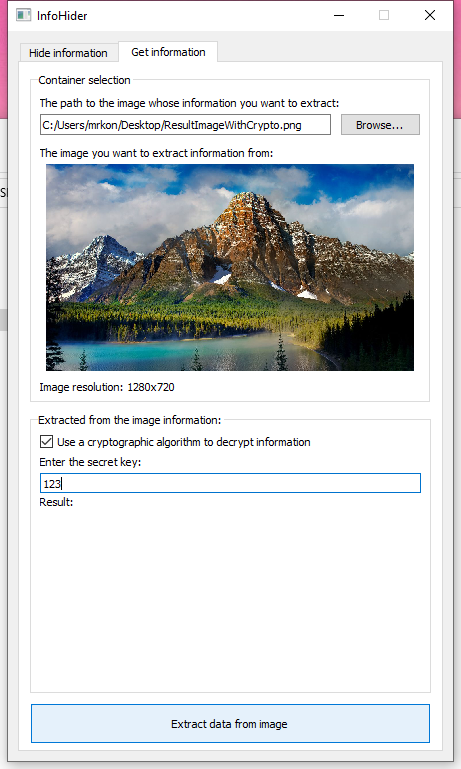 InfoHider
Hide information
Get information
Container selection
The path to the image whose information you want to extract:
C:/Users/mrkon/Desktop/ResultImageWithCrypto.png
Browse...
The image you want to extract information from:
Image resolution: 1280x720
Extracted from the image information:
Use a cryptographic algorithm to decrypt information
Enter the secret key:
123
Result:
Extract data from image